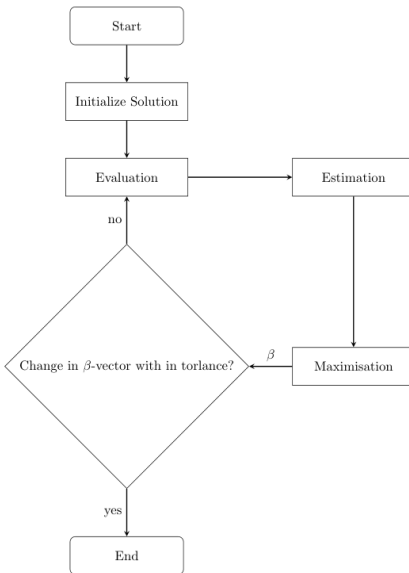 Start
Initialize Solution
Evaluation
Estimation
no
Change in β-vector with in torlance?
β
Maximisation
yes
End